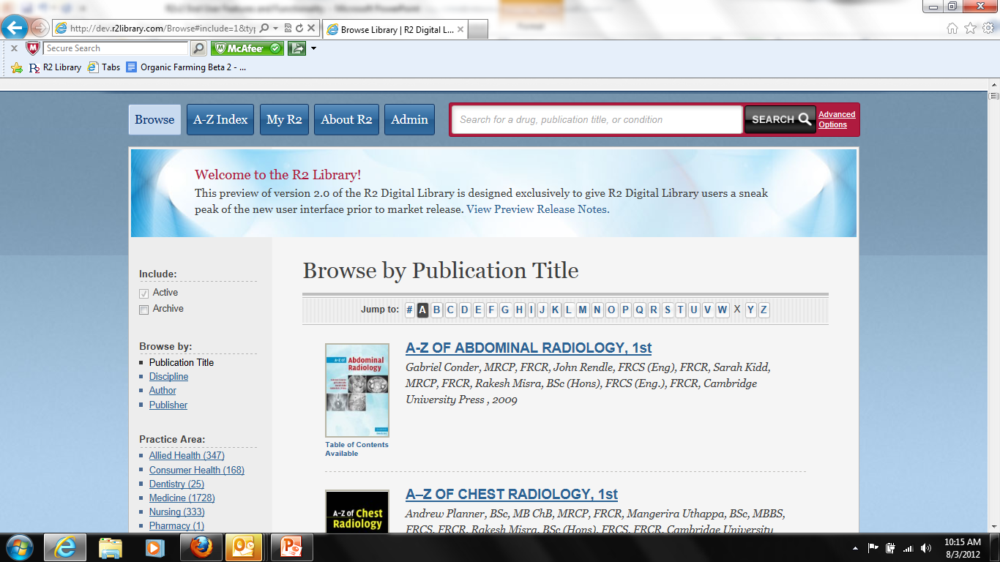 http://dev.r2library.com/Browse#include=1&ty
Browse Library | R2 Digital L...
Secure Search
McAfee
R2 Library Tabs Organic Farming Beta 2 - ...
Browse A-Z Index My R2 About R2 Admin
Search for a drug, publication title, or condition
SEARCH
Advanced
Options
Welcome to the R2 Library!
This preview of version 2.0 of the R2 Digital Library is designed exclusively to give R2 Digital Library users a sneak
peak of the new user interface prior to market release. View Preview Release Notes.
Include:
Active
Archive
Browse by:
Publication Title
Discipline
Author
Publisher
Practice Area:
Allied Health (347)
Consumer Health (168)
Dentistry (25)
Medicine (1728)
Nursing (333)
Pharmacy (1)
Browse by Publication Title
Jump to: # A B C D E F G H I J K L M N O P Q R S T U V W X Y Z
A-Z of Abdominal
Radiology
Table of Contents
Available
A-Z OF ABDOMINAL RADIOLOGY, 1st
Gabriel Conder, MRCP, FRCR, John Rendle, FRCS (Eng), FRCR, Sarah Kidd,
MRCP, FRCR, Rakesh Misra, BSc (Hons), FRCS (Eng.), FRCR, Cambridge
University Press , 2009
A-Z of Chest
Radiology
A–Z OF CHEST RADIOLOGY, 1st
Andrew Planner, BSc, MB ChB, MRCP, FRCR, Mangerira Uthappa, BSc, MBBS,
FRCS, FRCR, Rakesh Misra, BSc (Hons), FRCS, FRCR, Cambridge University
10:15 AM
8/3/2012